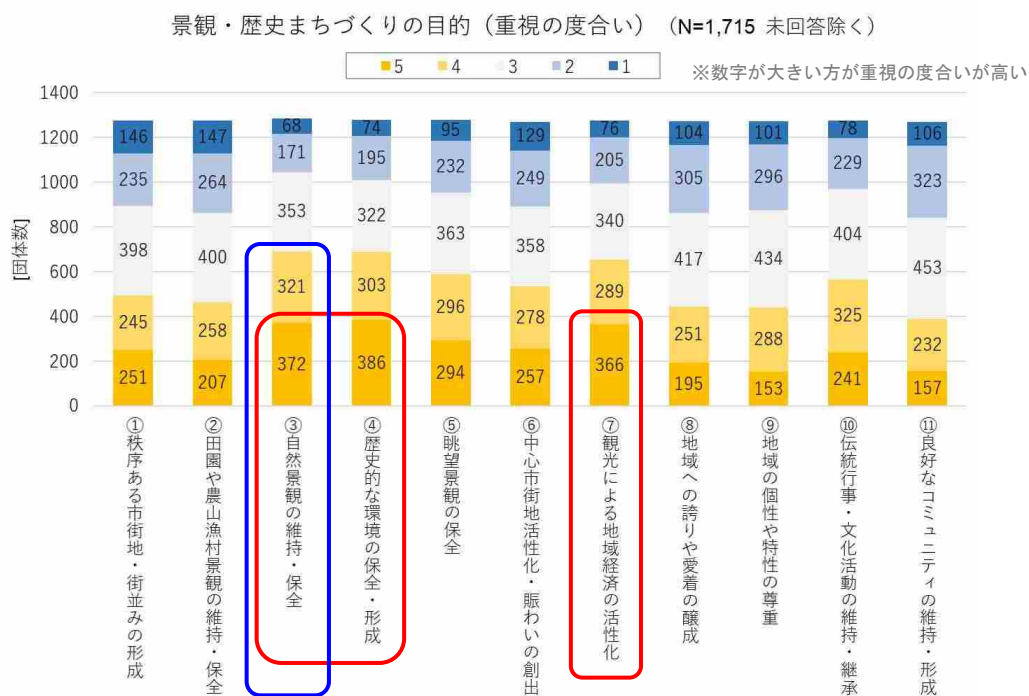 景観・歴史まちづくりの目的（重視の度合い）（N=1,715 未回答除く）
5 4 3 2 1
※数字が大きい方が重視の度合いが高い
[団体数]
1400
1200
1000
800
600
400
200
0
146 147 68 74 95 129 76 104 101 78 106
235 264 171 195 232 249 205 305 296 229 323
398 400 353 322 363 358 340 417 434 404 453
245 258 321 303 296 278 289 251 288 325 232
251 207 372 386 294 257 366 195 153 241 157
①秩序ある市街地・街並みの形成
②田園や農山漁村景観の維持・保全
③自然景観の維持・保全
④歴史的な環境の保全・形成
⑤眺望景観の保全
⑥中心市街地活性化・賑わいの創出
⑦観光による地域経済の活性化
⑧地域への誇りや愛着の醸成
⑨地域の個性や特性の尊重
⑩伝統行事・文化活動の維持・継承
⑪良好なコミュニティの維持・形成